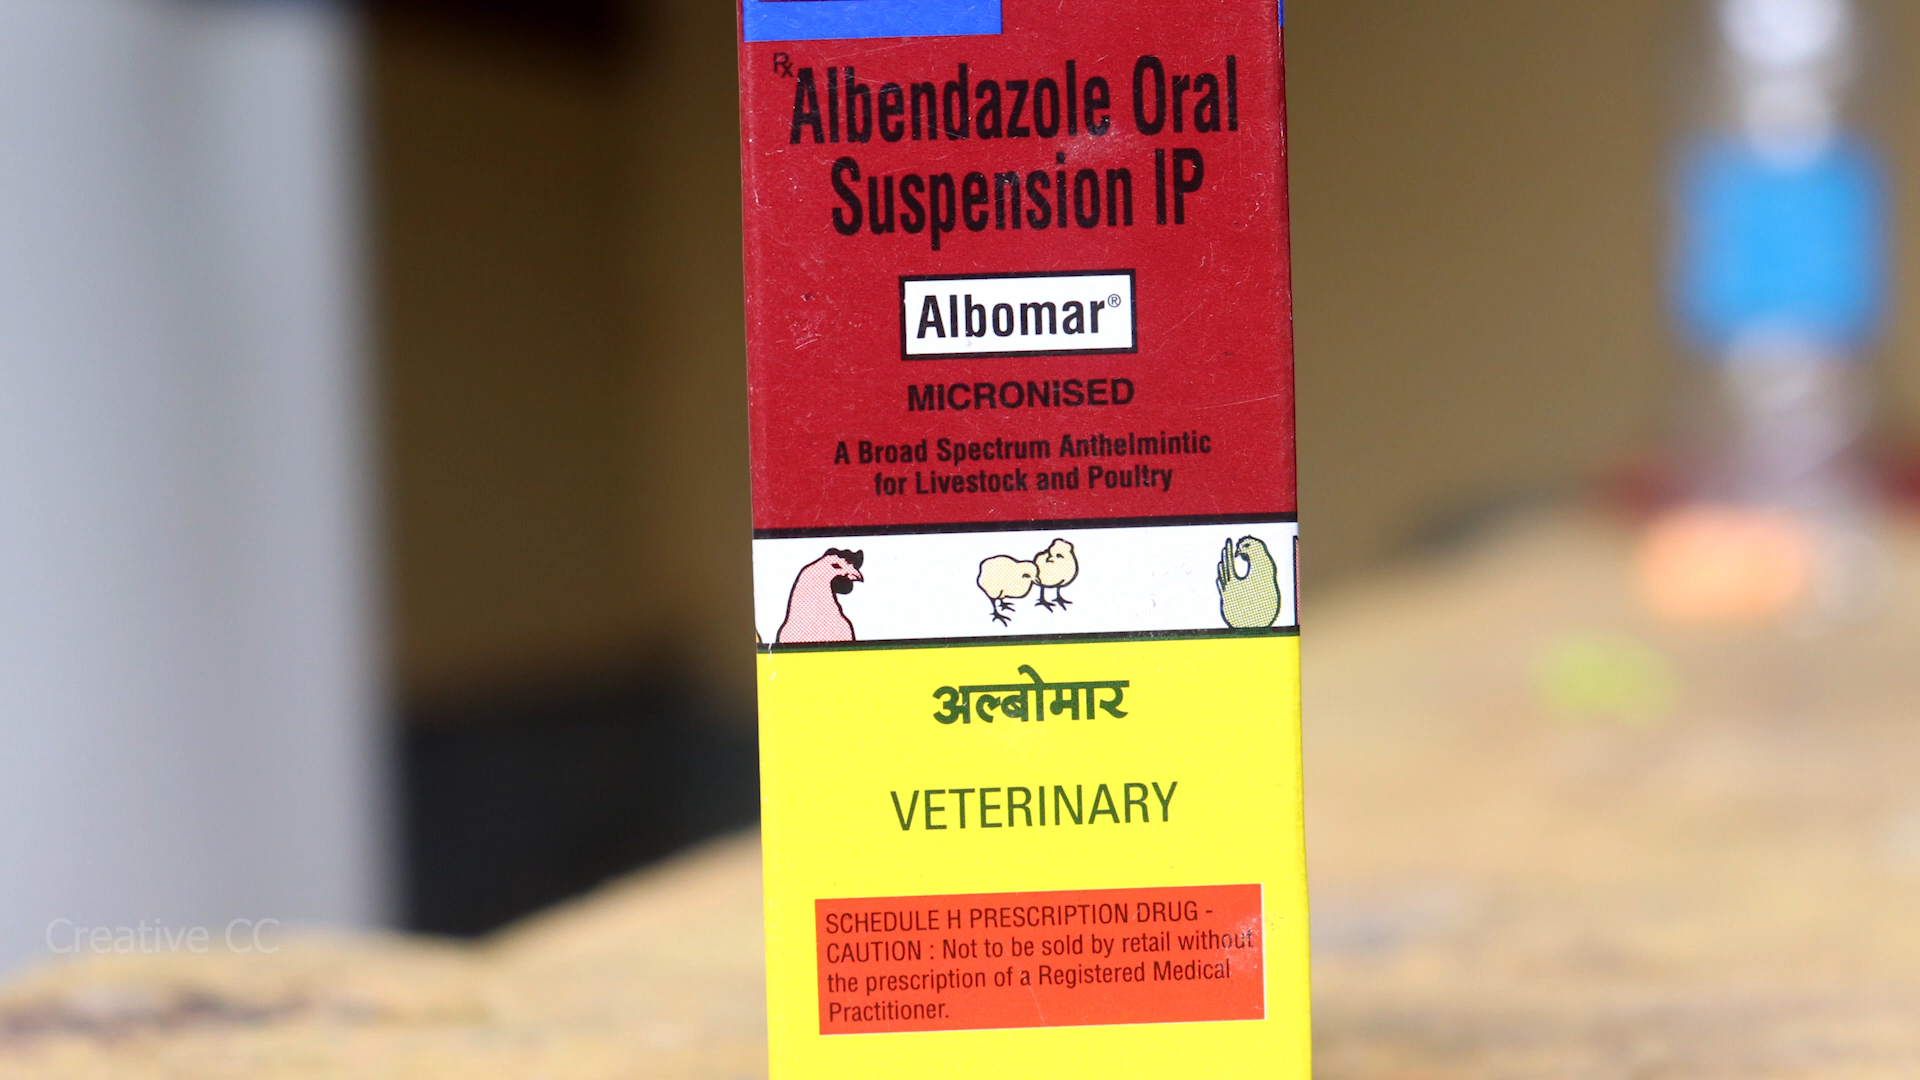 Rx
Albendazole Oral
Suspension IP
Albomar®
MICRONISED
A Broad Spectrum Anthelmintic
for Livestock and Poultry
अल्बोमार
VETERINARY
SCHEDULE H PRESCRIPTION DRUG -
CAUTION : Not to be sold by retail without
the prescription of a Registered Medical
Practitioner.
Creative CC